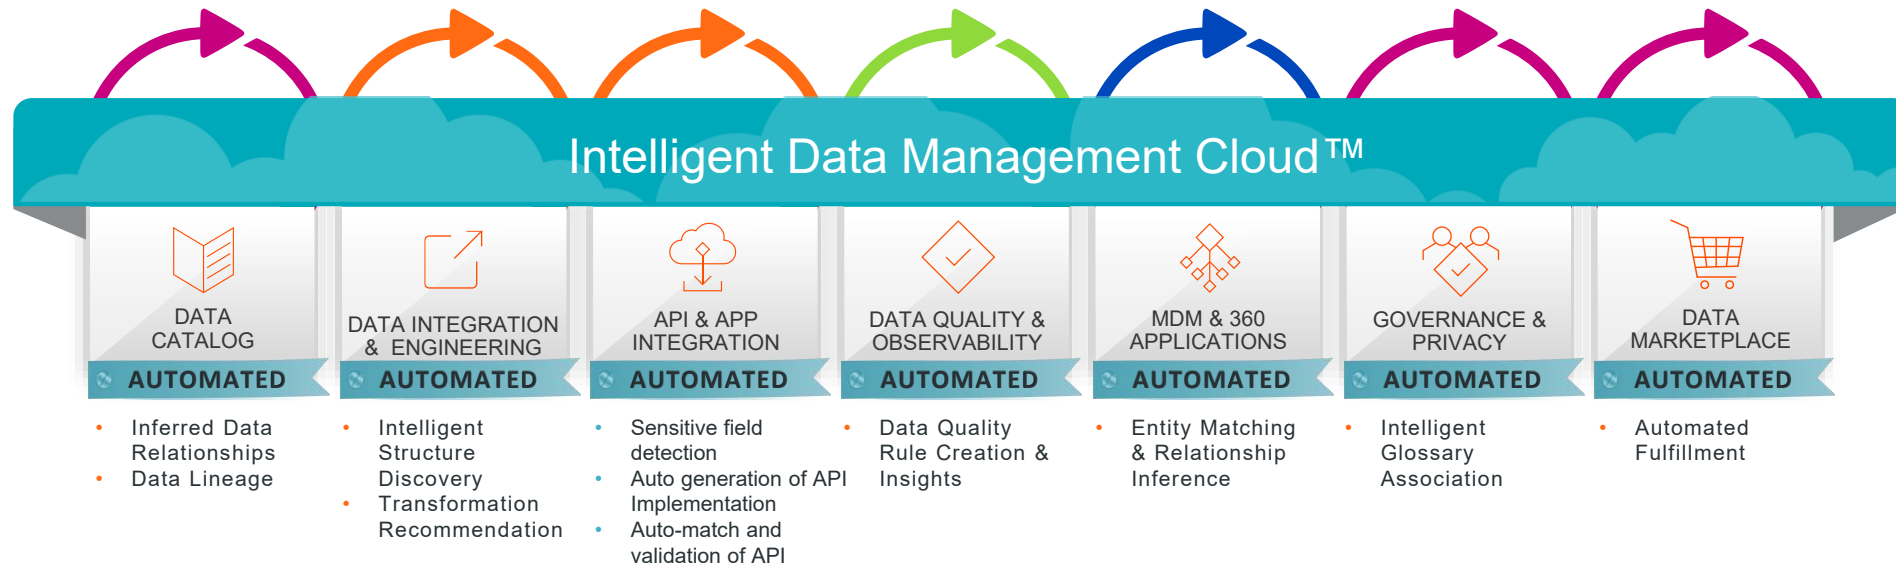 Intelligent Data Management Cloud™
DATA
CATALOG
AUTOMATED
• Inferred Data
Relationships
• Data Lineage
DATA INTEGRATION
& ENGINEERING
AUTOMATED
• Intelligent
Structure
Discovery
• Transformation
Recommendation
API & APP
INTEGRATION
AUTOMATED
• Sensitive field
detection
• Auto generation of API
Implementation
• Auto-match and
validation of API
DATA QUALITY &
OBSERVABILITY
AUTOMATED
• Data Quality
Rule Creation &
Insights
MDM & 360
APPLICATIONS
AUTOMATED
• Entity Matching
& Relationship
Inference
GOVERNANCE &
PRIVACY
AUTOMATED
• Intelligent
Glossary
Association
DATA
MARKETPLACE
AUTOMATED
• Automated
Fulfillment